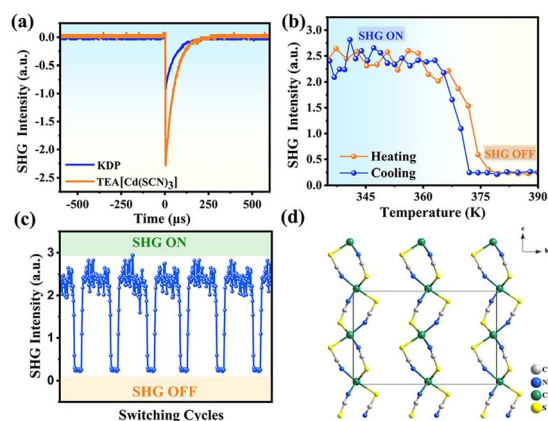 (a)
SHG Intensity (a.u.)
0.0
-0.5
-1.0
-1.5
-2.0
-2.5
KDP
TEA[Cd(SCN)3]
-500 -250 0 250 500
Time (μs)
(b)
SHG Intensity (a.u.)
3.0
2.5
2.0
1.5
1.0
0.5
0.0
SHG ON
SHG OFF
Heating
Cooling
345 360 375 390
Temperature (K)
(c)
SHG Intensity (a.u.)
3
2
1
0
SHG ON
SHG OFF
Switching Cycles
(d)
c
C
N
S